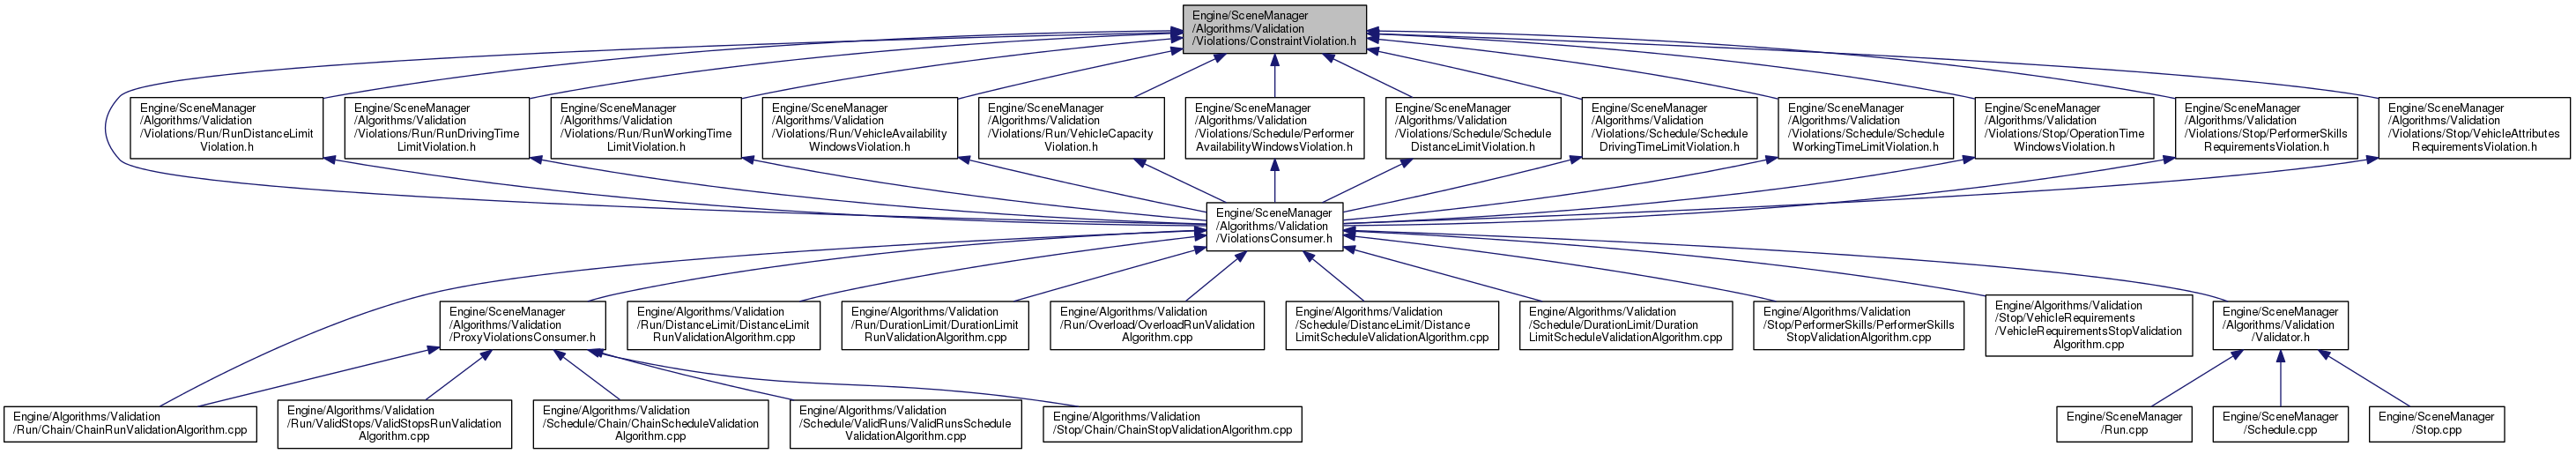 Engine/SceneManager
/Algorithms/Validation
/Violations/ConstraintViolation.h
Engine/SceneManager
/Algorithms/Validation
/Violations/Run/RunDistanceLimit
Violation.h
Engine/SceneManager
/Algorithms/Validation
/Violations/Run/RunDrivingTime
LimitViolation.h
Engine/SceneManager
/Algorithms/Validation
/Violations/Run/RunWorkingTime
LimitViolation.h
Engine/SceneManager
/Algorithms/Validation
/Violations/Run/VehicleAvailability
WindowsViolation.h
Engine/SceneManager
/Algorithms/Validation
/Violations/Run/VehicleCapacity
Violation.h
Engine/SceneManager
/Algorithms/Validation
/Violations/Schedule/Performer
AvailabilityWindowsViolation.h
Engine/SceneManager
/Algorithms/Validation
/Violations/Schedule/Schedule
DistanceLimitViolation.h
Engine/SceneManager
/Algorithms/Validation
/Violations/Schedule/Schedule
DrivingTimeLimitViolation.h
Engine/SceneManager
/Algorithms/Validation
/Violations/Schedule/Schedule
WorkingTimeLimitViolation.h
Engine/SceneManager
/Algorithms/Validation
/Violations/Stop/OperationTime
WindowsViolation.h
Engine/SceneManager
/Algorithms/Validation
/Violations/Stop/PerformerSkills
RequirementsViolation.h
Engine/SceneManager
/Algorithms/Validation
/Violations/Stop/VehicleAttributes
RequirementsViolation.h
Engine/SceneManager
/Algorithms/Validation
/ViolationsConsumer.h
Engine/SceneManager
/Algorithms/Validation
/ProxyViolationsConsumer.h
Engine/Algorithms/Validation
/Run/DistanceLimit/DistanceLimit
RunValidationAlgorithm.cpp
Engine/Algorithms/Validation
/Run/DurationLimit/DurationLimit
RunValidationAlgorithm.cpp
Engine/Algorithms/Validation
/Run/Overload/OverloadRunValidation
Algorithm.cpp
Engine/Algorithms/Validation
/Schedule/DistanceLimit/Distance
LimitScheduleValidationAlgorithm.cpp
Engine/Algorithms/Validation
/Schedule/DurationLimit/Duration
LimitScheduleValidationAlgorithm.cpp
Engine/Algorithms/Validation
/Stop/PerformerSkills/PerformerSkills
StopValidationAlgorithm.cpp
Engine/Algorithms/Validation
/Stop/VehicleRequirements
/VehicleRequirementsStopValidation
Algorithm.cpp
Engine/SceneManager
/Algorithms/Validation
/Validator.h
Engine/Algorithms/Validation
/Run/Chain/ChainRunValidationAlgorithm.cpp
Engine/Algorithms/Validation
/Run/ValidStops/ValidStopsRunValidation
Algorithm.cpp
Engine/Algorithms/Validation
/Schedule/Chain/ChainScheduleValidation
Algorithm.cpp
Engine/Algorithms/Validation
/Schedule/ValidRuns/ValidRunsSchedule
ValidationAlgorithm.cpp
Engine/Algorithms/Validation
/Stop/Chain/ChainStopValidationAlgorithm.cpp
Engine/SceneManager
/Run.cpp
Engine/SceneManager
/Schedule.cpp
Engine/SceneManager
/Stop.cpp